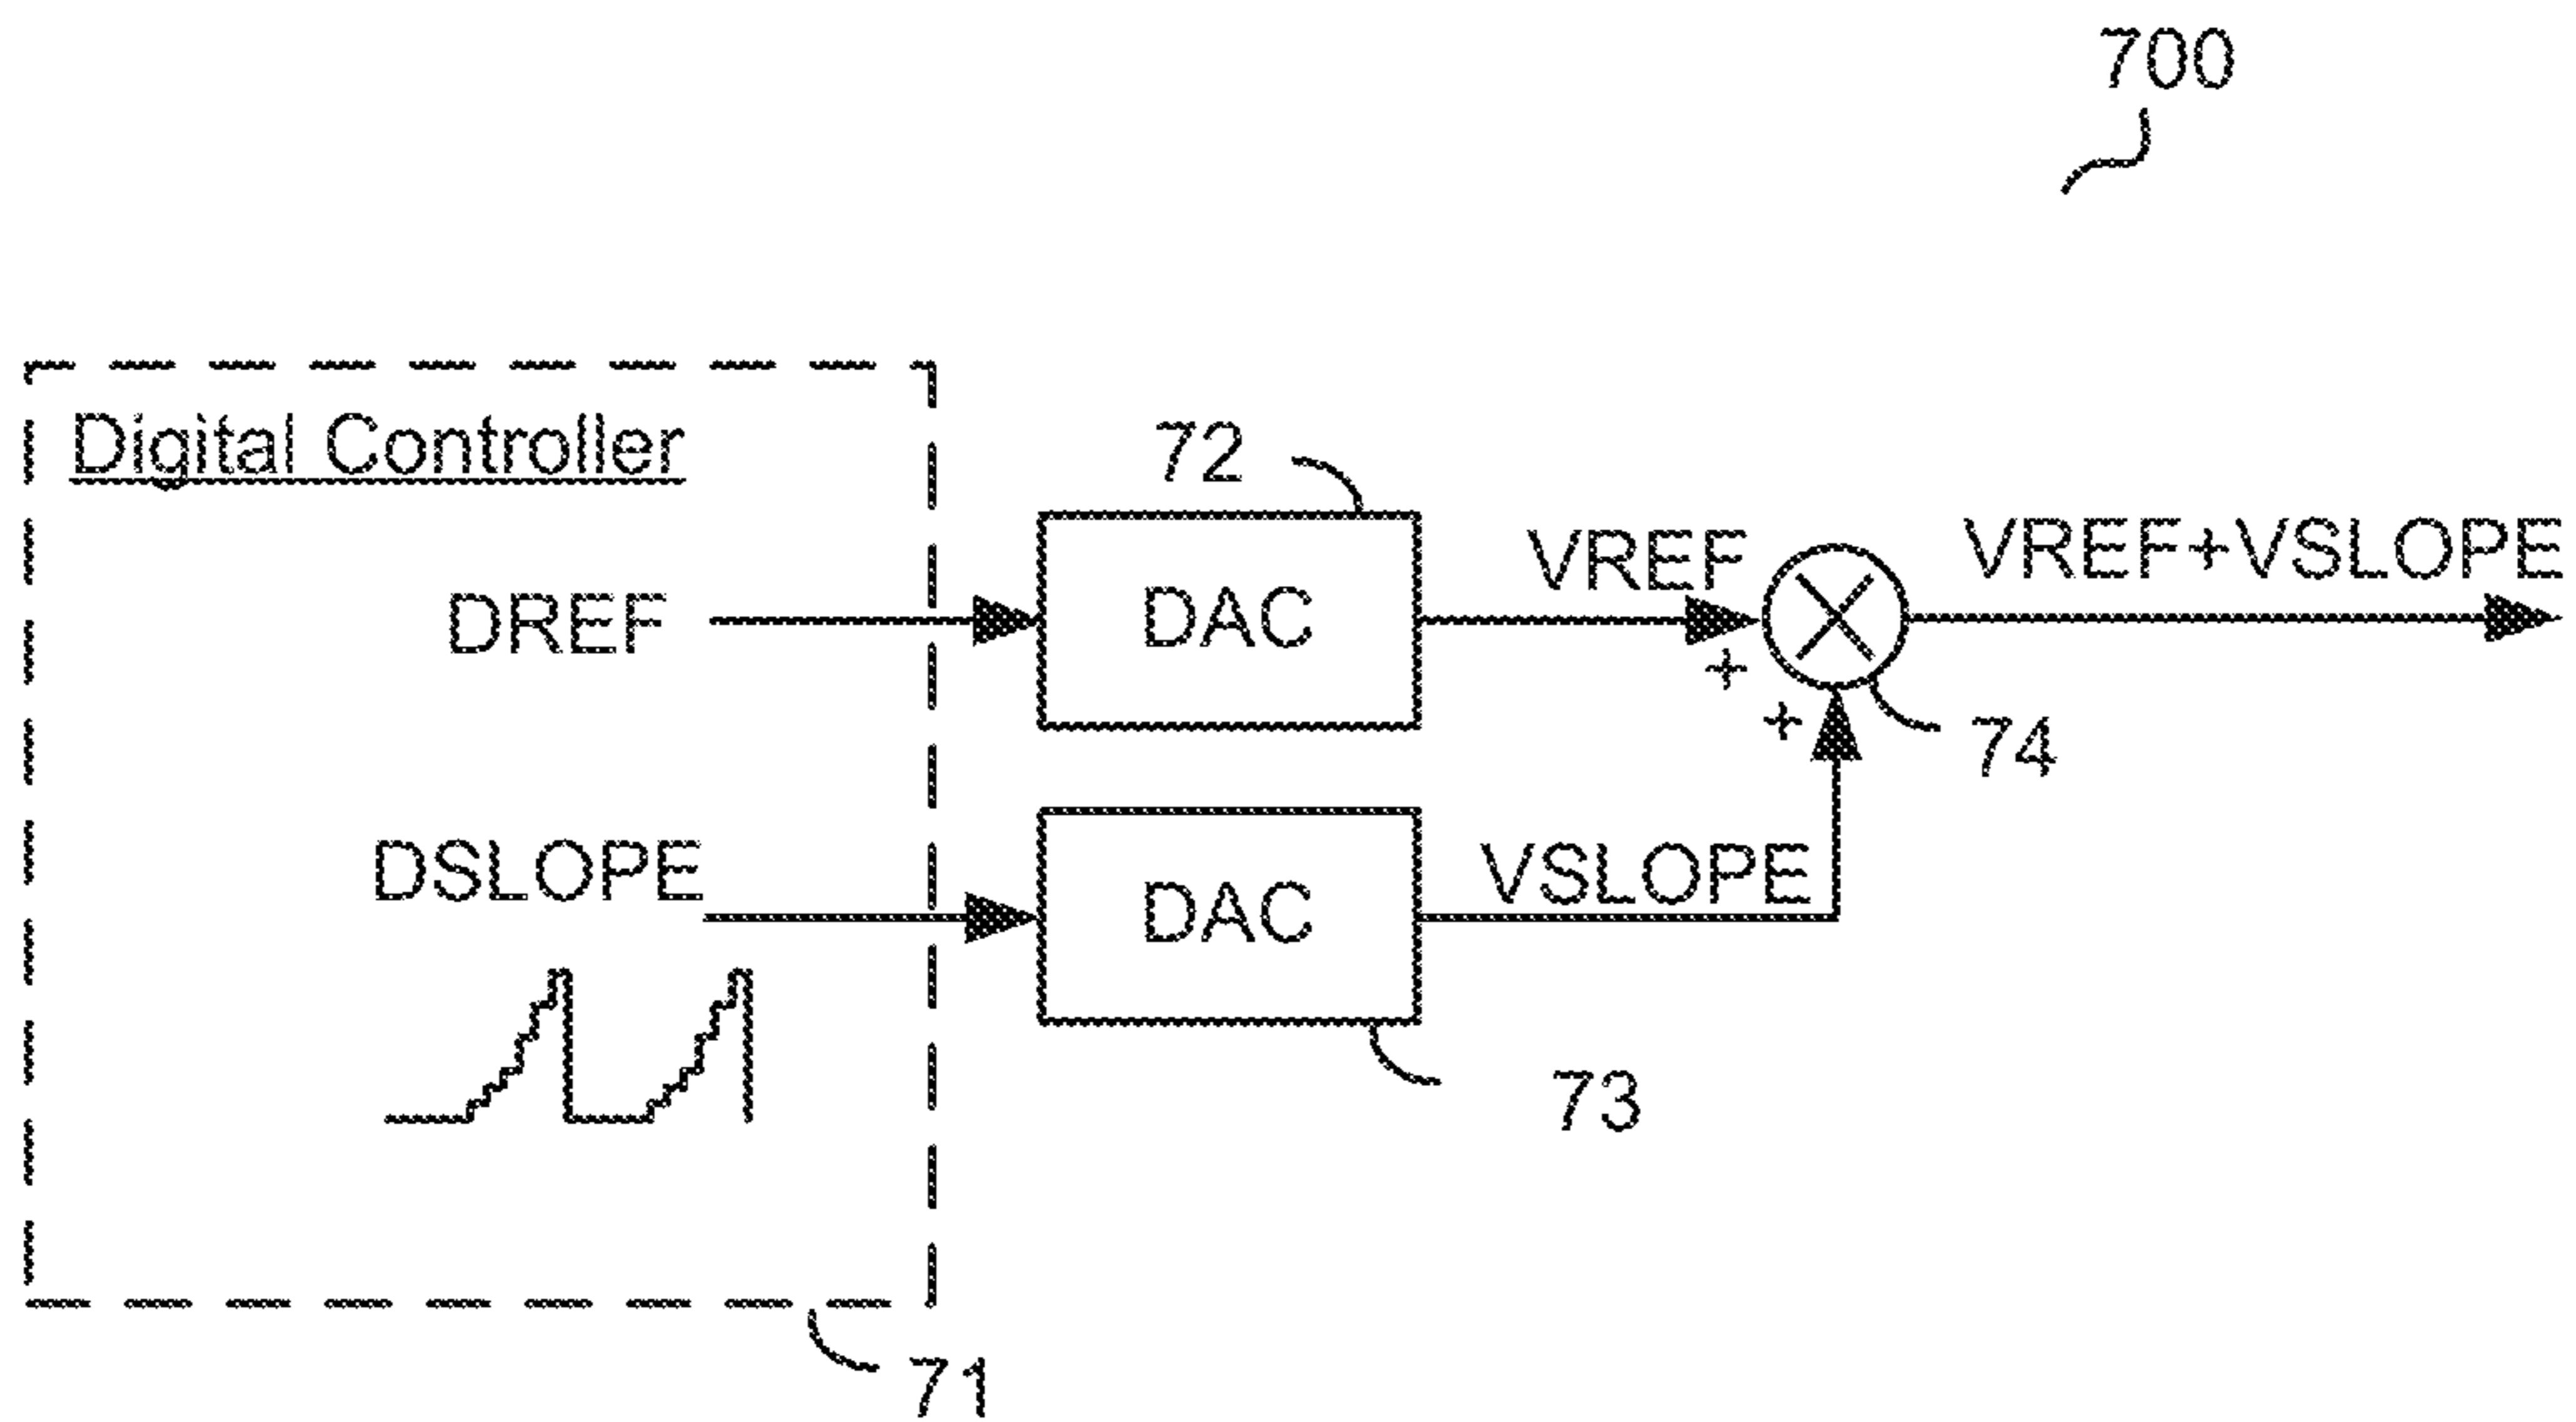 700
Digital Controller
72
DREF
DAC
VREF
VREF+VSLOPE
+
+
74
DSLOPE
DAC
VSLOPE
73
71